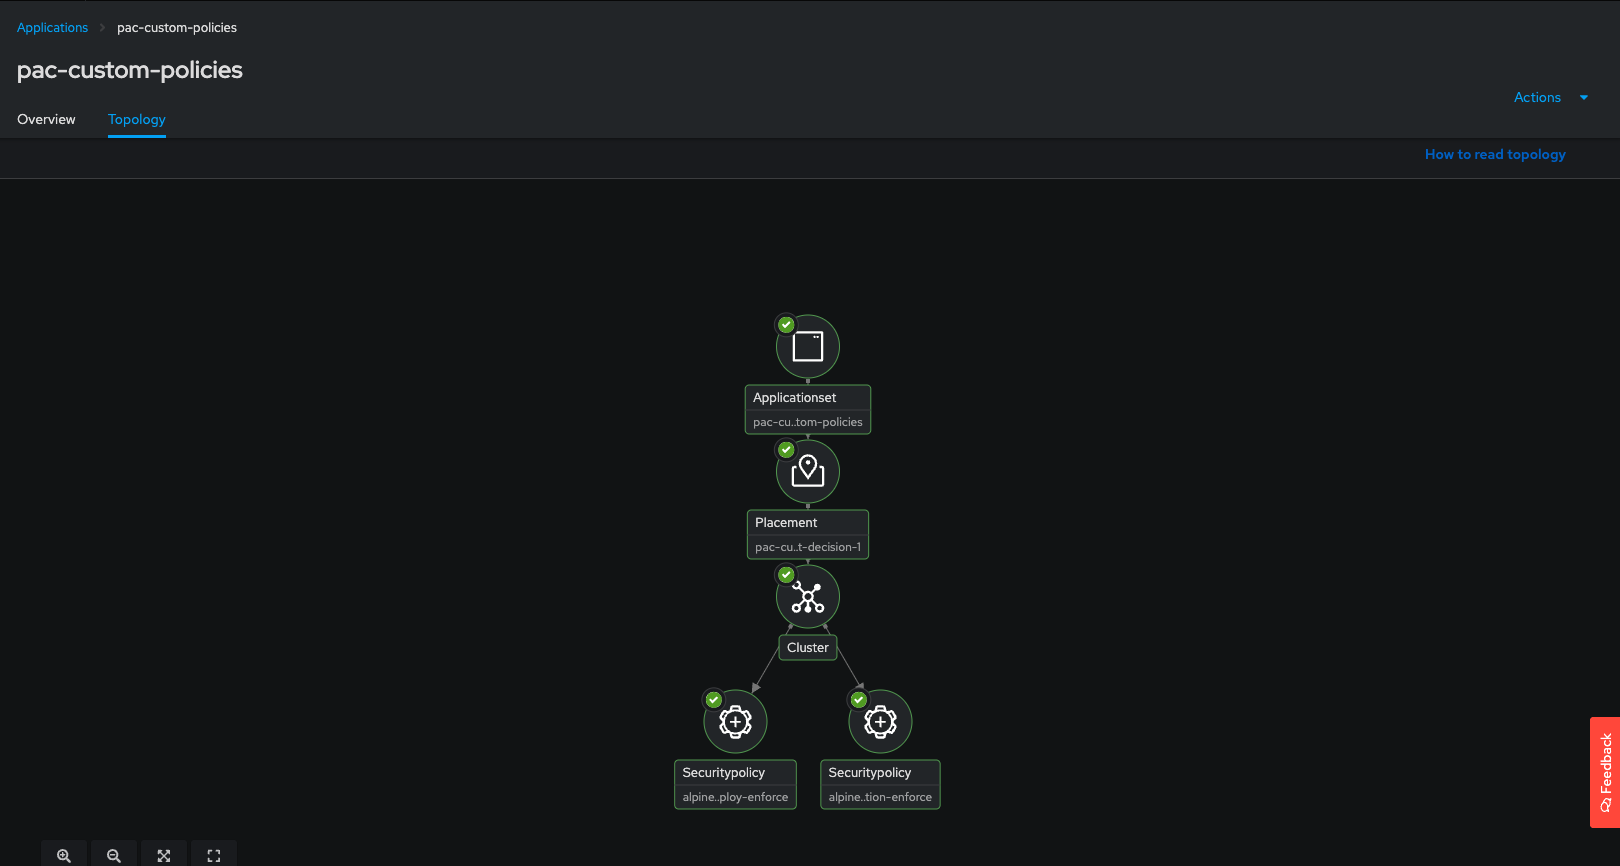 Applications > pac-custom-policies
pac-custom-policies
Actions
Overview Topology
How to read topology
Applicationset
pac-cu..tom-policies
Placement
pac-cu..t-decision-1
Cluster
Securitypolicy
alpine..ploy-enforce
Securitypolicy
alpine..tion-enforce
Feedback